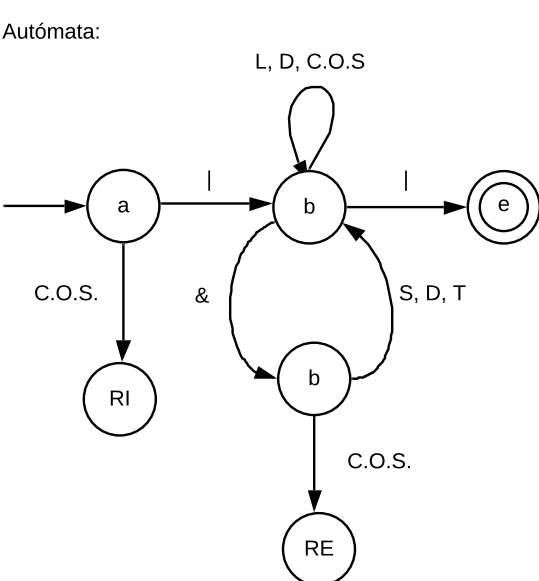 Autómata:
L, D, C.O.S
|
|
a
b
e
C.O.S.
&
S, D, T
RI
b
C.O.S.
RE